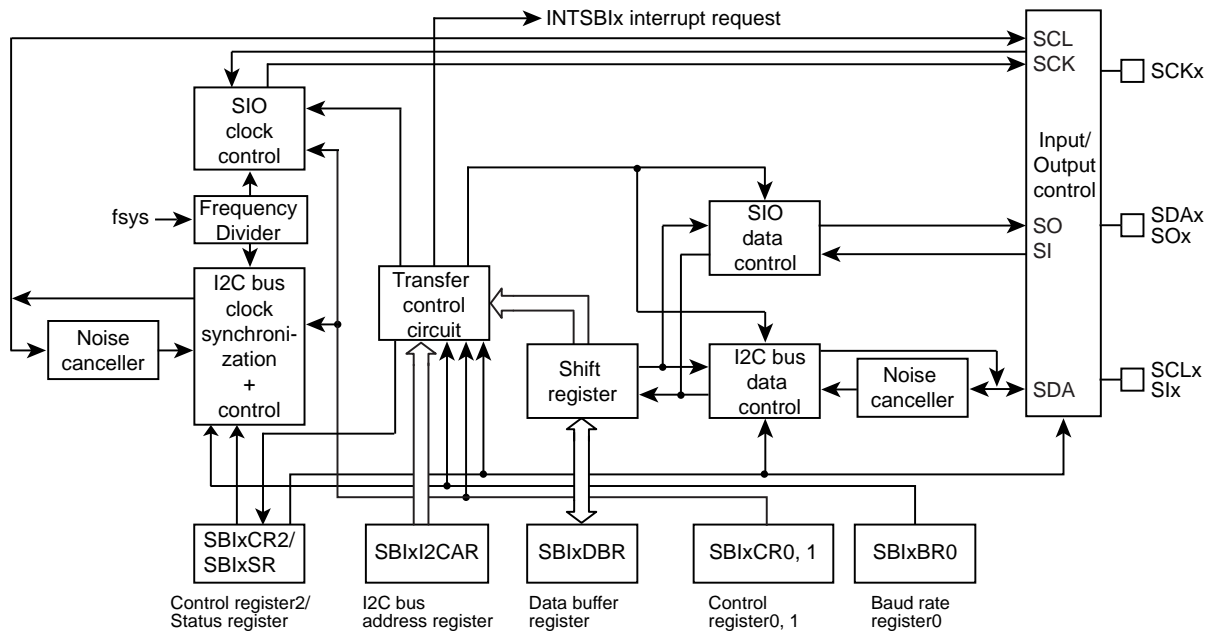 INTSBIx interrupt request
SCL
SCK
SCKx
SIO
clock
control
Input/
Output
control
fsys
Frequency
Divider
SIO
data
control
SO
SI
SDAx
SOx
I2C bus
clock
synchroni-
zation
+
control
Noise
canceller
Transfer
control
circuit
Shift
register
I2C bus
data
control
Noise
canceller
SDA
SCLx
SIx
SBIxCR2/
SBIxSR
SBIxI2CAR
SBIxDBR
SBIxCR0, 1
SBIxBR0
Control register2/
Status register
I2C bus
address register
Data buffer
register
Control
register0, 1
Baud rate
register0